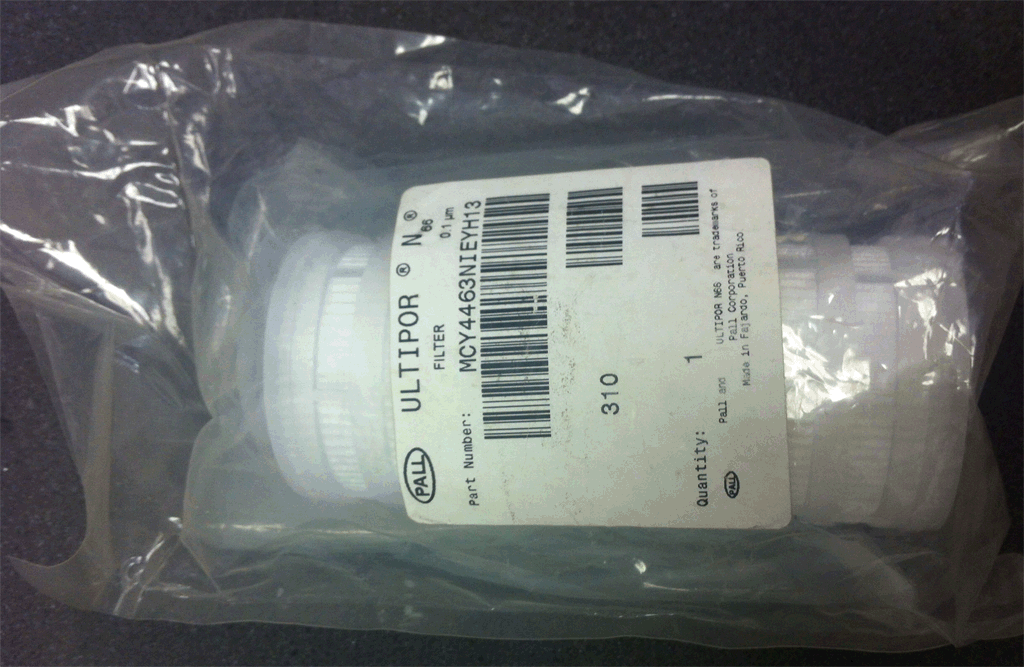 PALL ULTIPOR ® N66 ®
FILTER 0.1 µm
Part Number: MCY4463NIEYH13
310
Quantity: 1
PALL Pall and ULTIPOR N66 are trademarks of
Pall Corporation
Made in Fajardo, Puerto Rico